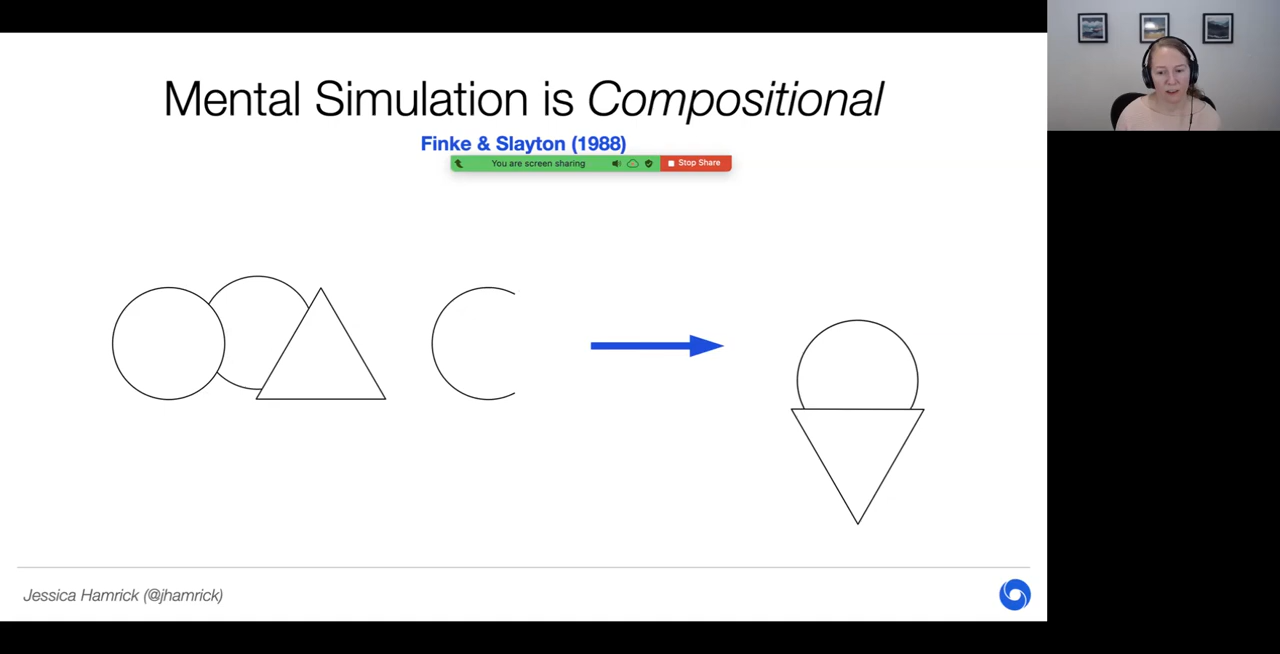 Mental Simulation is Compositional
Finke & Slayton (1988)
You are screen sharing
Stop Share
Jessica Hamrick (@jhamrick)